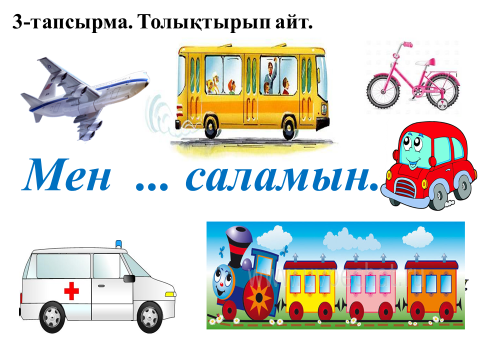 3-тапсырма. Толықтырып айт.
Мен ... саламын.